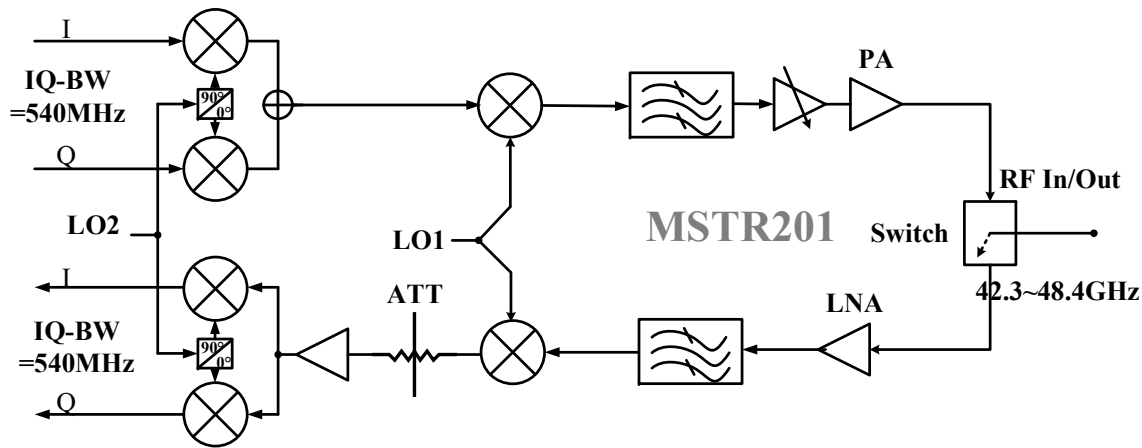 I
IQ-BW
=540MHz
90°
0°
Q
LO2
I
IQ-BW
=540MHz
90°
0°
Q
LO1
ATT
PA
MSTR201
RF In/Out
Switch
42.3~48.4GHz
LNA